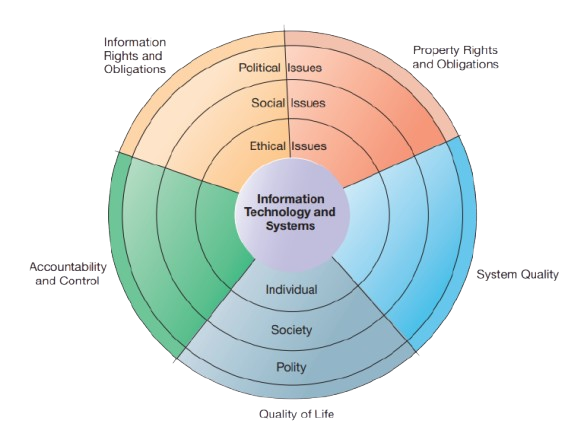 Information
Rights and
Obligations
Property Rights
and Obligations
Political Issues
Social Issues
Ethical Issues
Information
Technology and
Systems
Accountability
and Control
System Quality
Individual
Society
Polity
Quality of Life